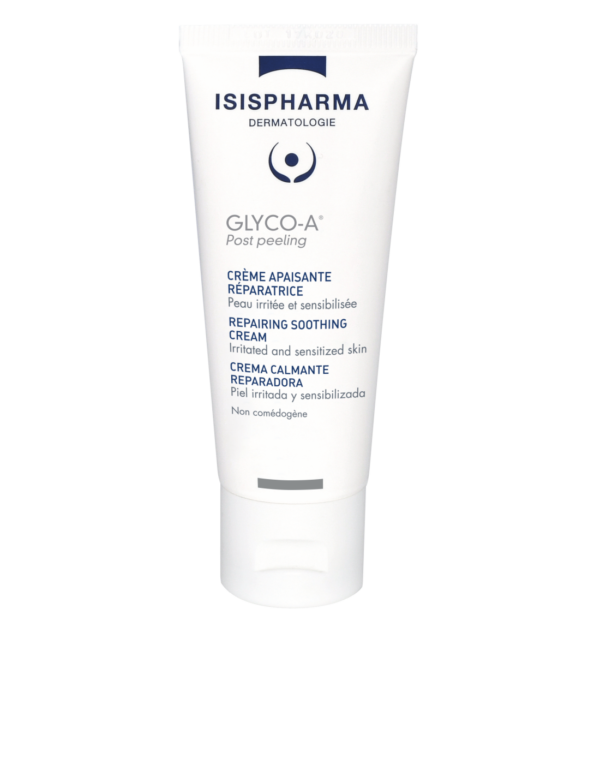 ISISPHARMA
DERMATOLOGIE
GLYCO-A®
Post peeling
CRÈME APAISANTE
RÉPARATRICE
Peau irritée et sensibilisée
REPAIRING SOOTHING
CREAM
Irritated and sensitized skin
CREMA CALMANTE
REPARADORA
Piel irritada y sensibilizada
Non comédogène